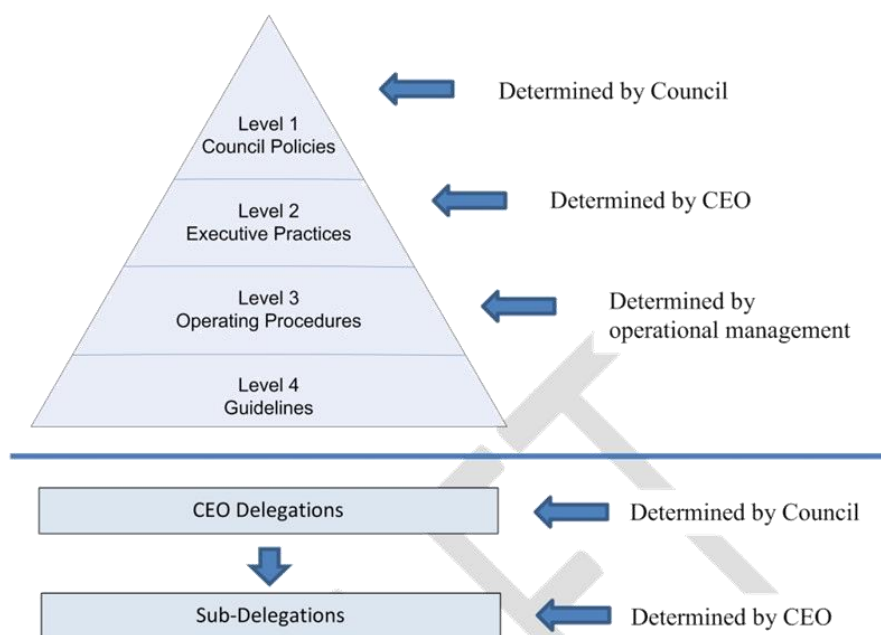 Level 1
Council Policies
Determined by Council
Level 2
Executive Practices
Determined by CEO
Level 3
Operating Procedures
Determined by
operational management
Level 4
Guidelines
CEO Delegations
Determined by Council
Sub-Delegations
Determined by CEO